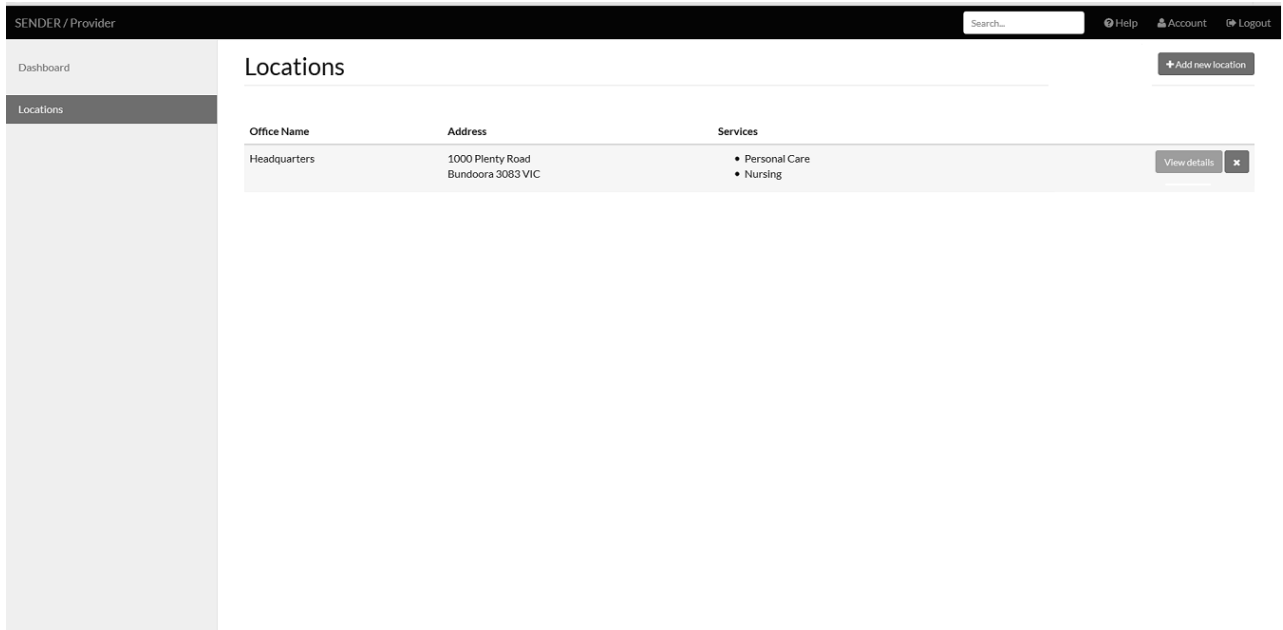 SENDER / Provider
Search...
Help
Account
Logout
Dashboard
Locations
Locations
+ Add new location
Office Name
Address
Services
Headquarters
1000 Plenty Road
Bundoora 3083 VIC
• Personal Care
• Nursing
View details
×